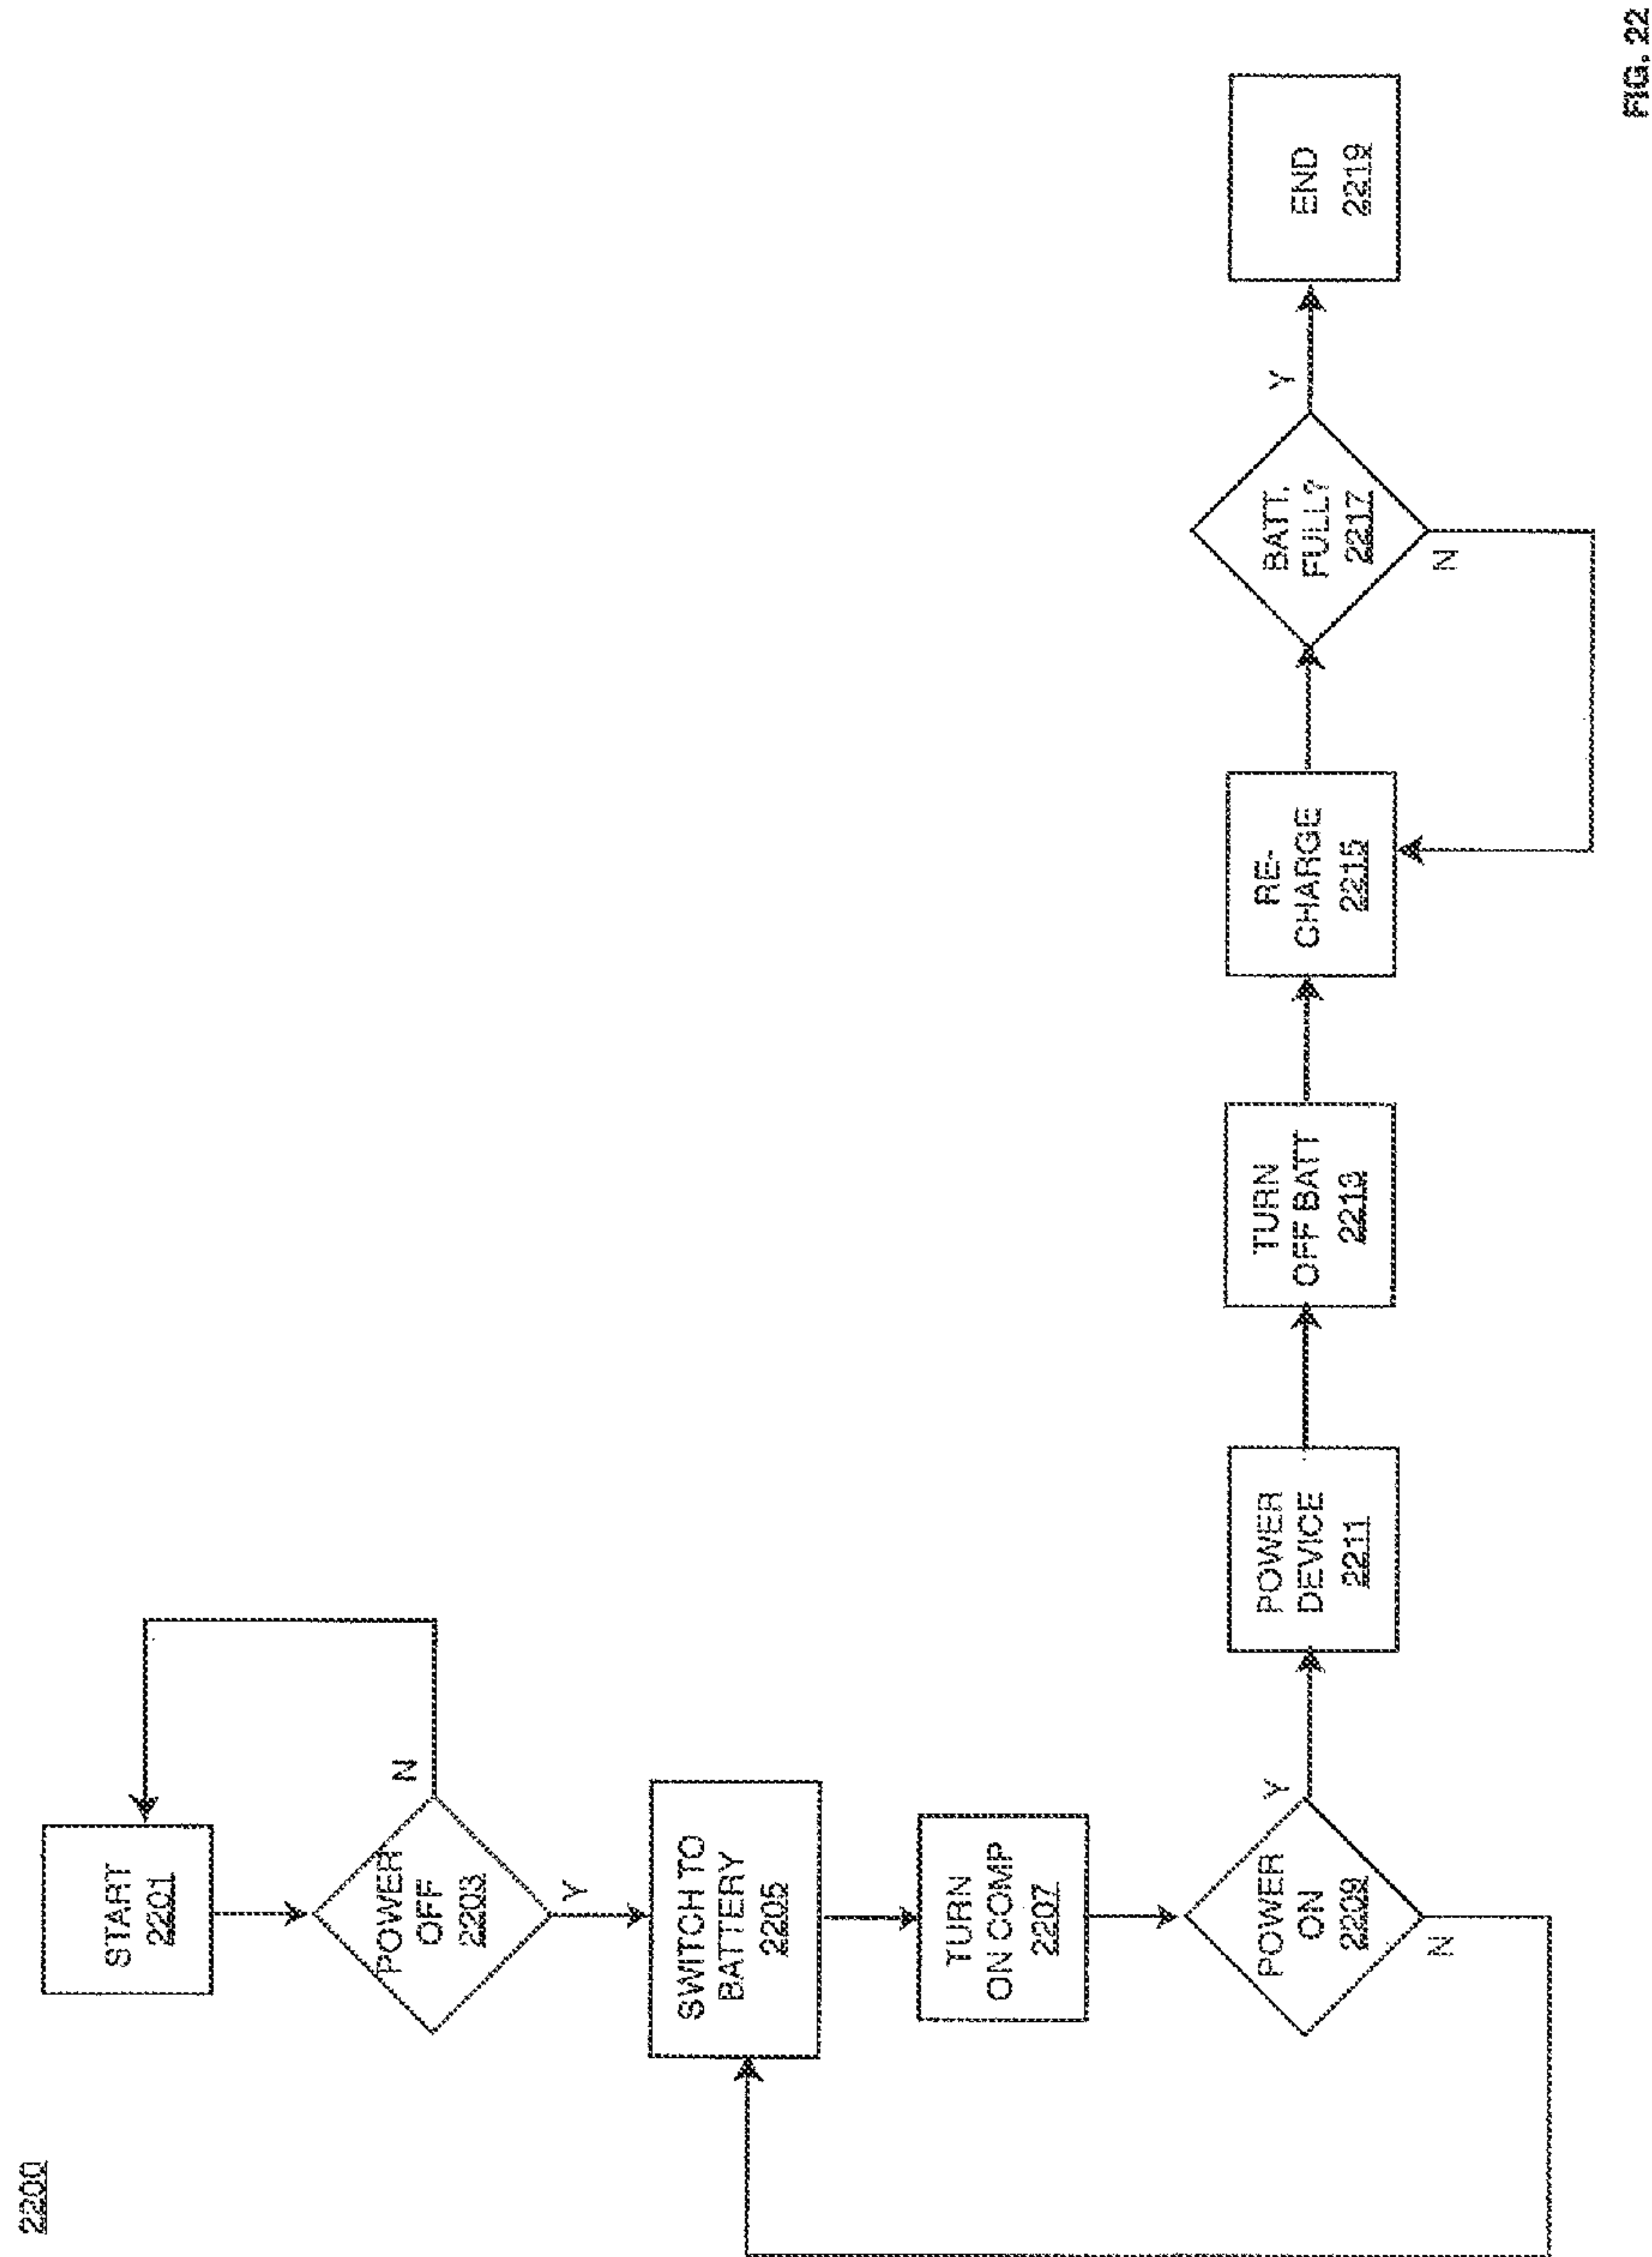 2200
START
2201
POWER
OFF
2203
N
Y
SWITCH TO
BATTERY
2205
TURN
ON COMP
2207
POWER
ON
2209
N
Y
POWER
DEVICE
2211
TURN
OFF BATT
2213
RE-
CHARGE
2215
BATT.
FULL?
2217
N
Y
END
2219
FIG. 22